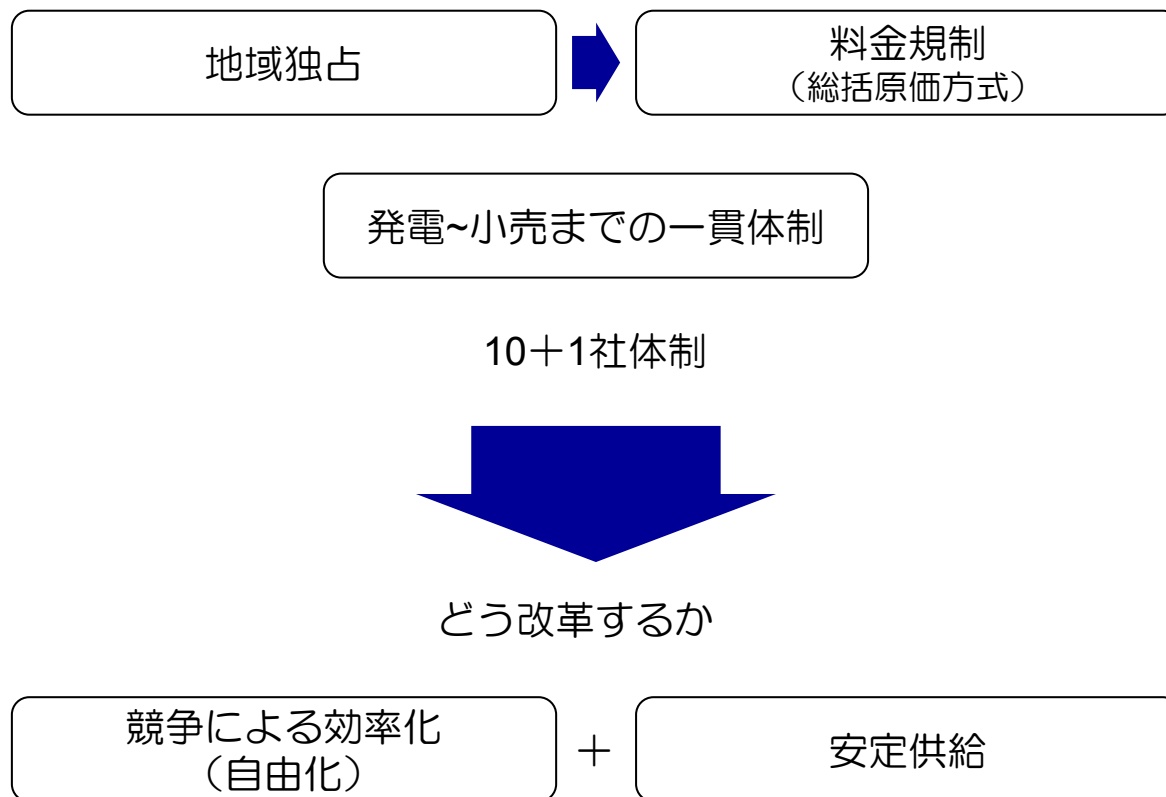 地域独占
料金規制
（総括原価方式）
発電~小売までの一貫体制
10＋1社体制
どう改革するか
競争による効率化
（自由化）
＋
安定供給